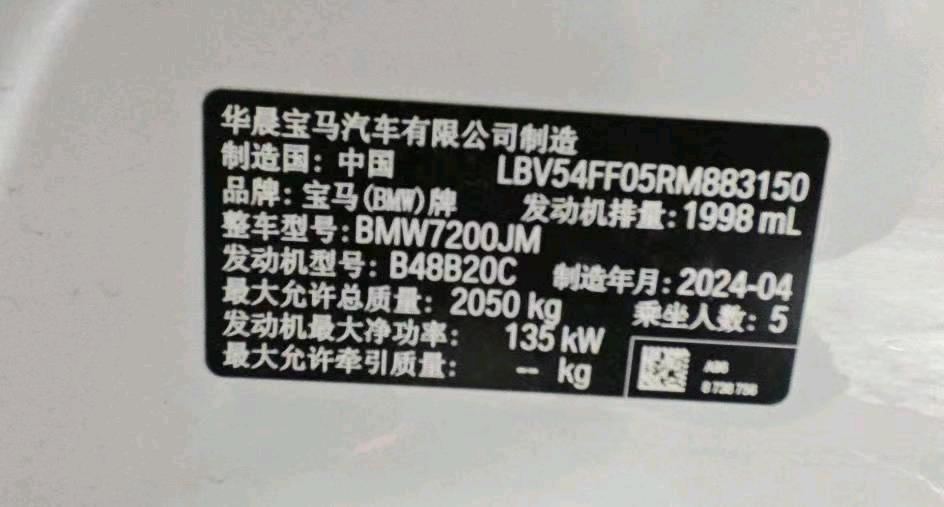 华晨宝马汽车有限公司制造
制造国: 中国 LBV54FF05RM883150
品牌: 宝马(BMW)牌 发动机排量: 1998 mL
整车型号: BMW7200JM
发动机型号: B48B20C 制造年月: 2024-04
最大允许总质量: 2050 kg 乘坐人数: 5
发动机最大净功率: 135 kW
最大允许牵引质量: -- kg
8 738 756